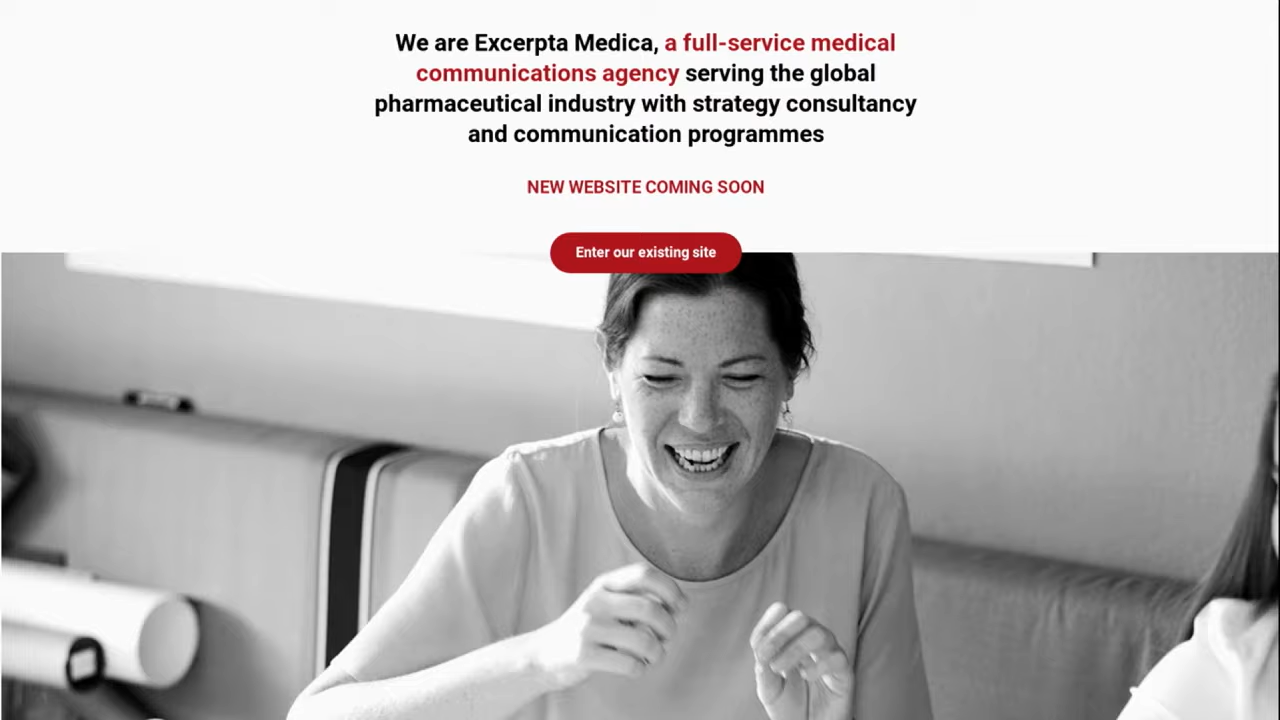 We are Excerpta Medica, a full-service medical
communications agency serving the global
pharmaceutical industry with strategy consultancy
and communication programmes
NEW WEBSITE COMING SOON
Enter our existing site